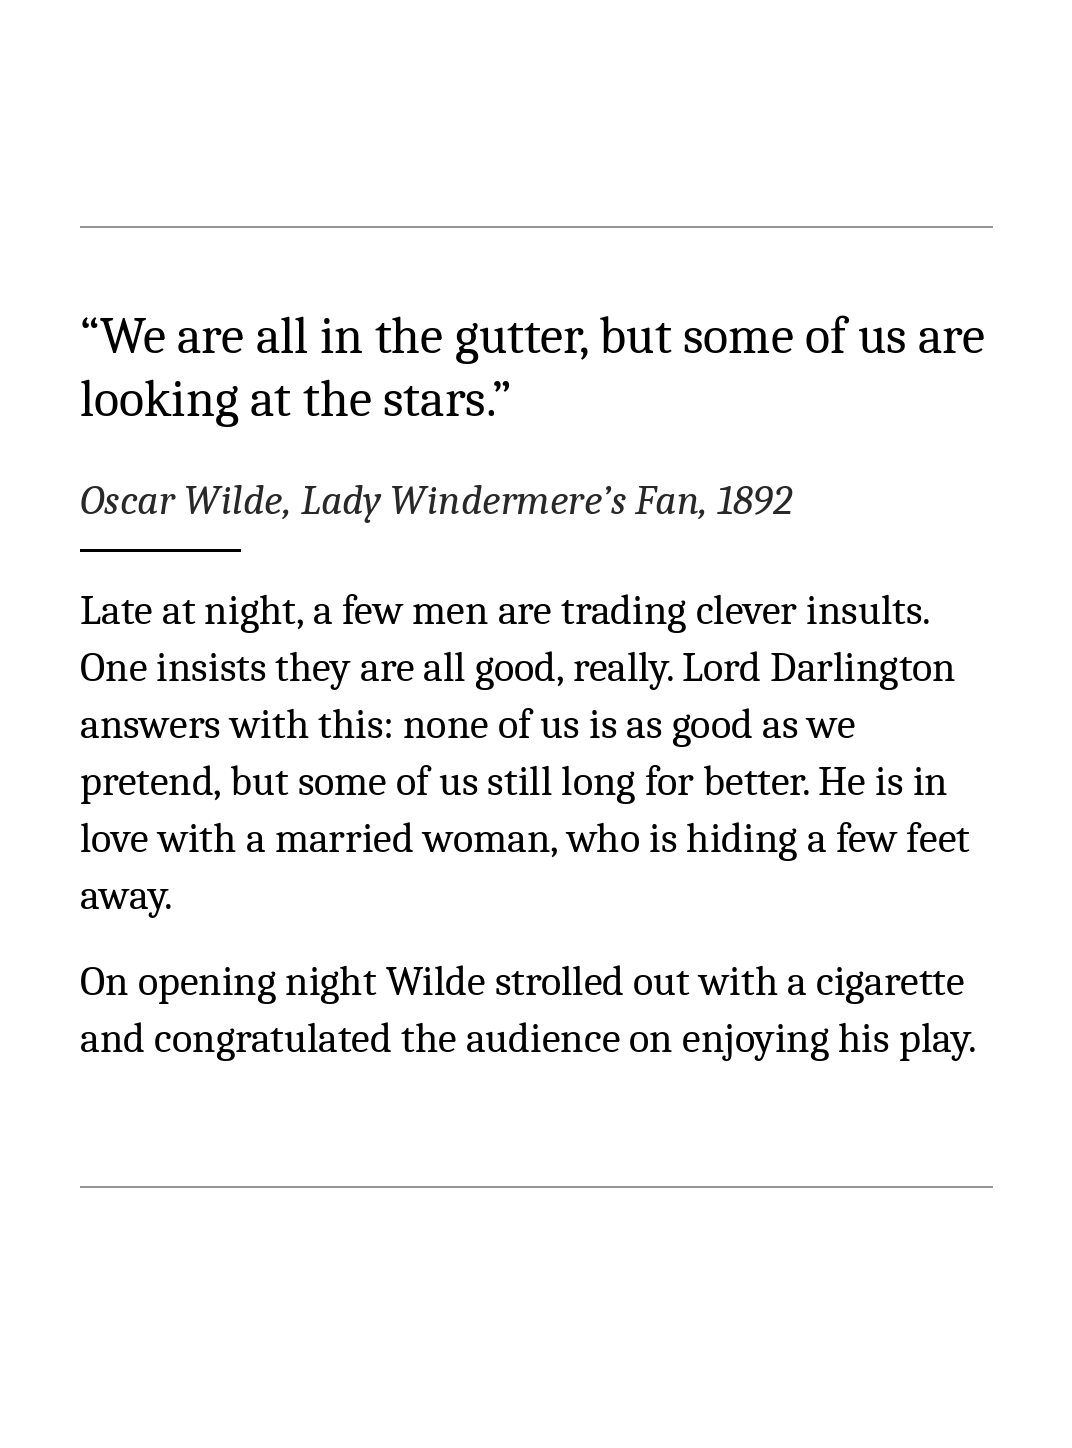 “We are all in the gutter, but some of us are
looking at the stars.”
Oscar Wilde, Lady Windermere’s Fan, 1892
Late at night, a few men are trading clever insults.
One insists they are all good, really. Lord Darlington
answers with this: none of us is as good as we
pretend, but some of us still long for better. He is in
love with a married woman, who is hiding a few feet
away.
On opening night Wilde strolled out with a cigarette
and congratulated the audience on enjoying his play.